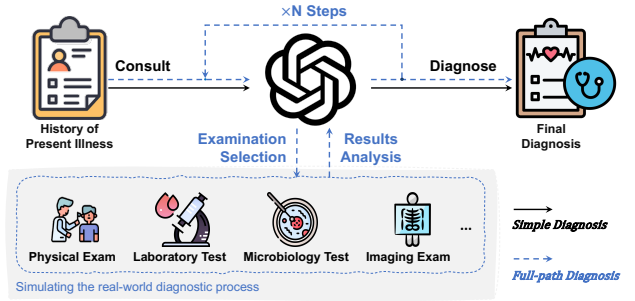 ×N Steps
Consult
Diagnose
History of
Present Illness
Final
Diagnosis
Examination
Selection
Results
Analysis
Physical Exam
Laboratory Test
Microbiology Test
Imaging Exam
...
Simulating the real-world diagnostic process
Simple Diagnosis
Full-path Diagnosis